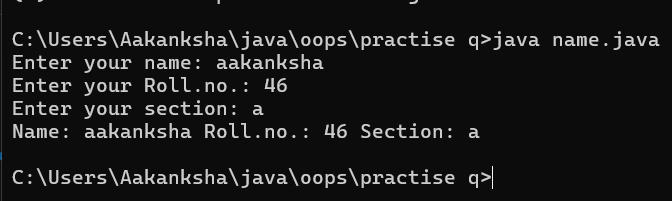 C:\Users\Aakanksha\java\oops\practise q>java name.java
Enter your name: aakanksha
Enter your Roll.no.: 46
Enter your section: a
Name: aakanksha Roll.no.: 46 Section: a
C:\Users\Aakanksha\java\oops\practise q>